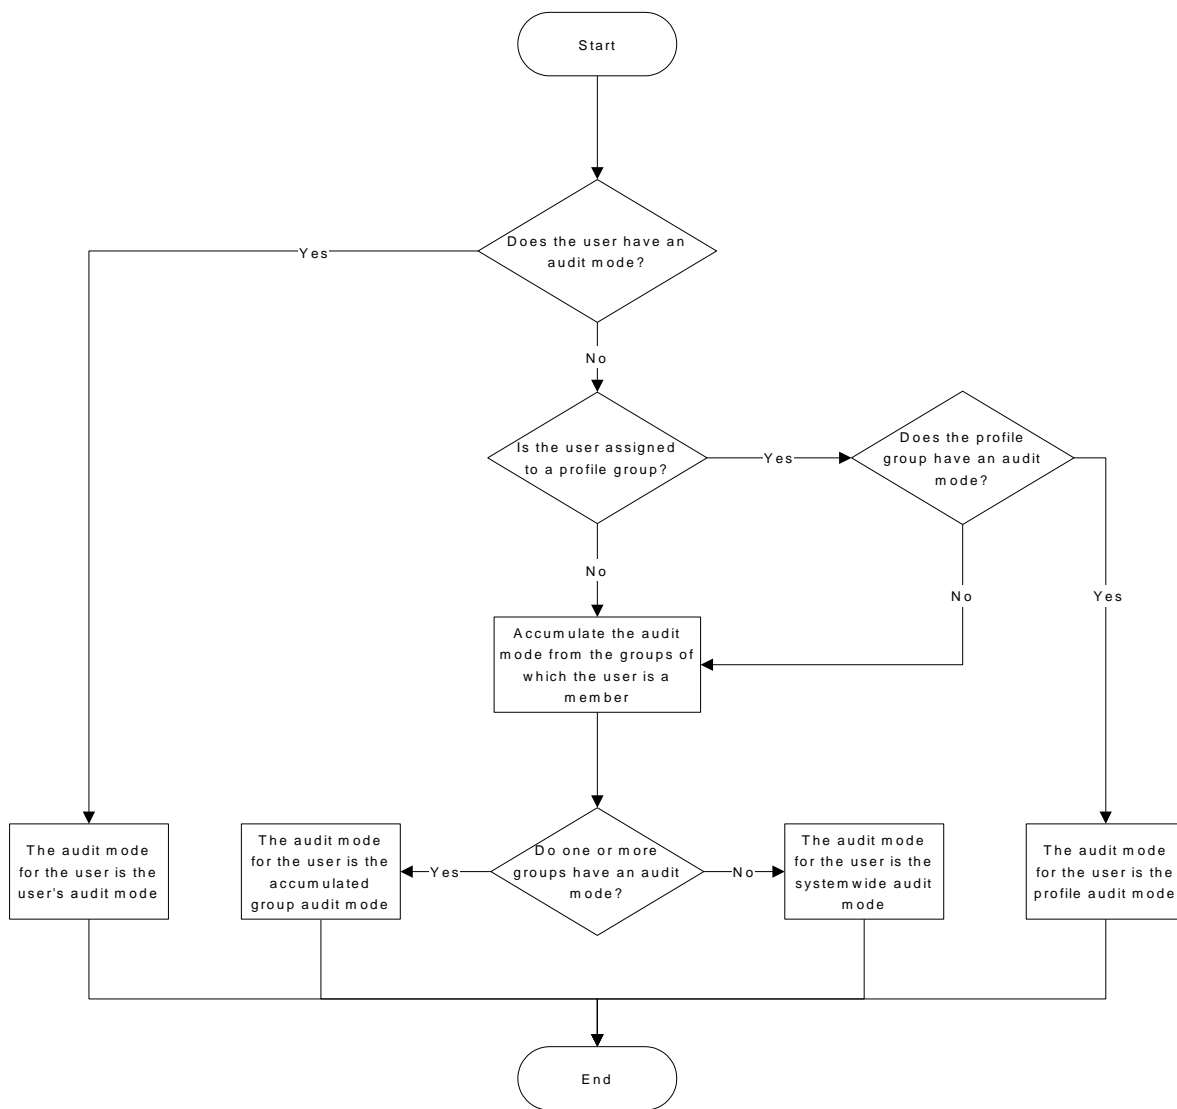 Start
Does the user have an
audit mode?
Yes
No
Is the user assigned
to a profile group?
Yes
Does the profile
group have an audit
mode?
No
No
Yes
Accumulate the audit
mode from the groups of
which the user is a
member
The audit mode
for the user is the
user's audit mode
The audit mode
for the user is the
accumulated
group audit mode
Yes
Do one or more
groups have an audit
mode?
No
The audit mode
for the user is the
systemwide audit
mode
The audit mode
for the user is the
profile audit mode
End